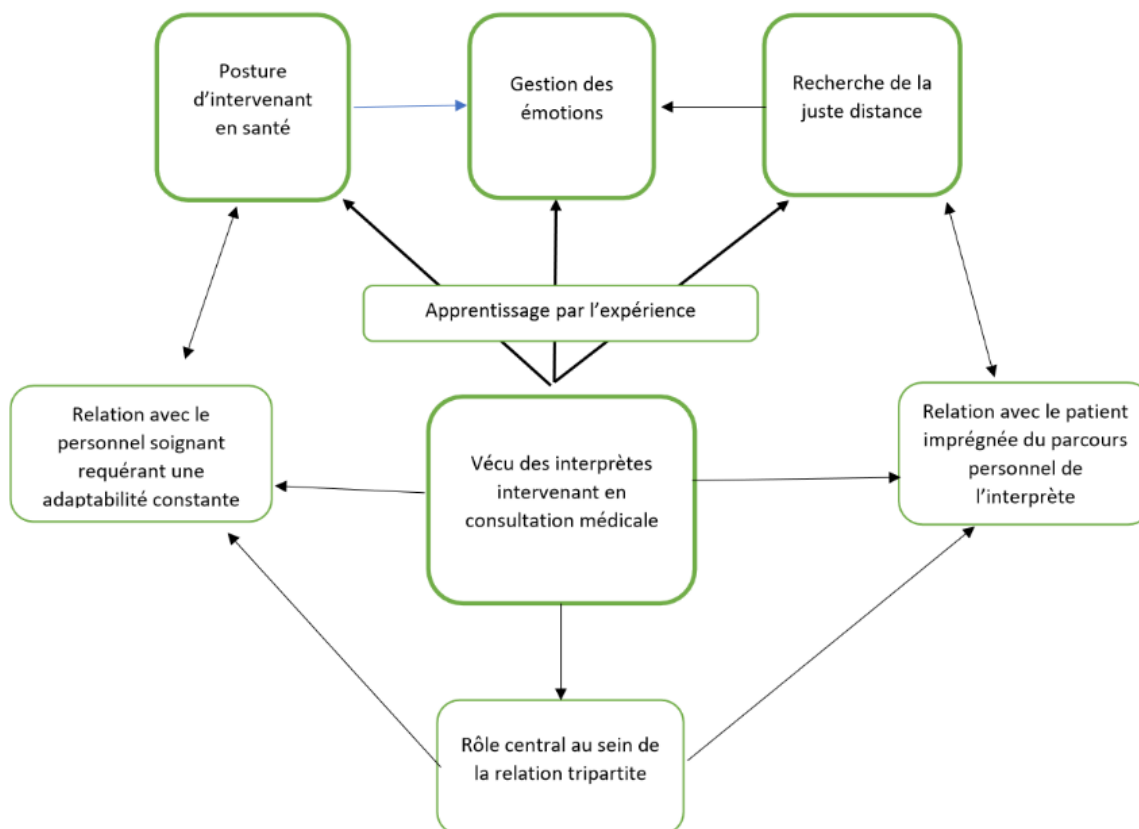 Posture
d’intervenant
en santé
Gestion des
émotions
Recherche de la
juste distance
Apprentissage par l’expérience
Relation avec le
personnel soignant
requérant une
adaptabilité constante
Vécu des interprètes
intervenant en
consultation médicale
Relation avec le patient
imprégnée du parcours
personnel de
l’interprète
Rôle central au sein de
la relation tripartite